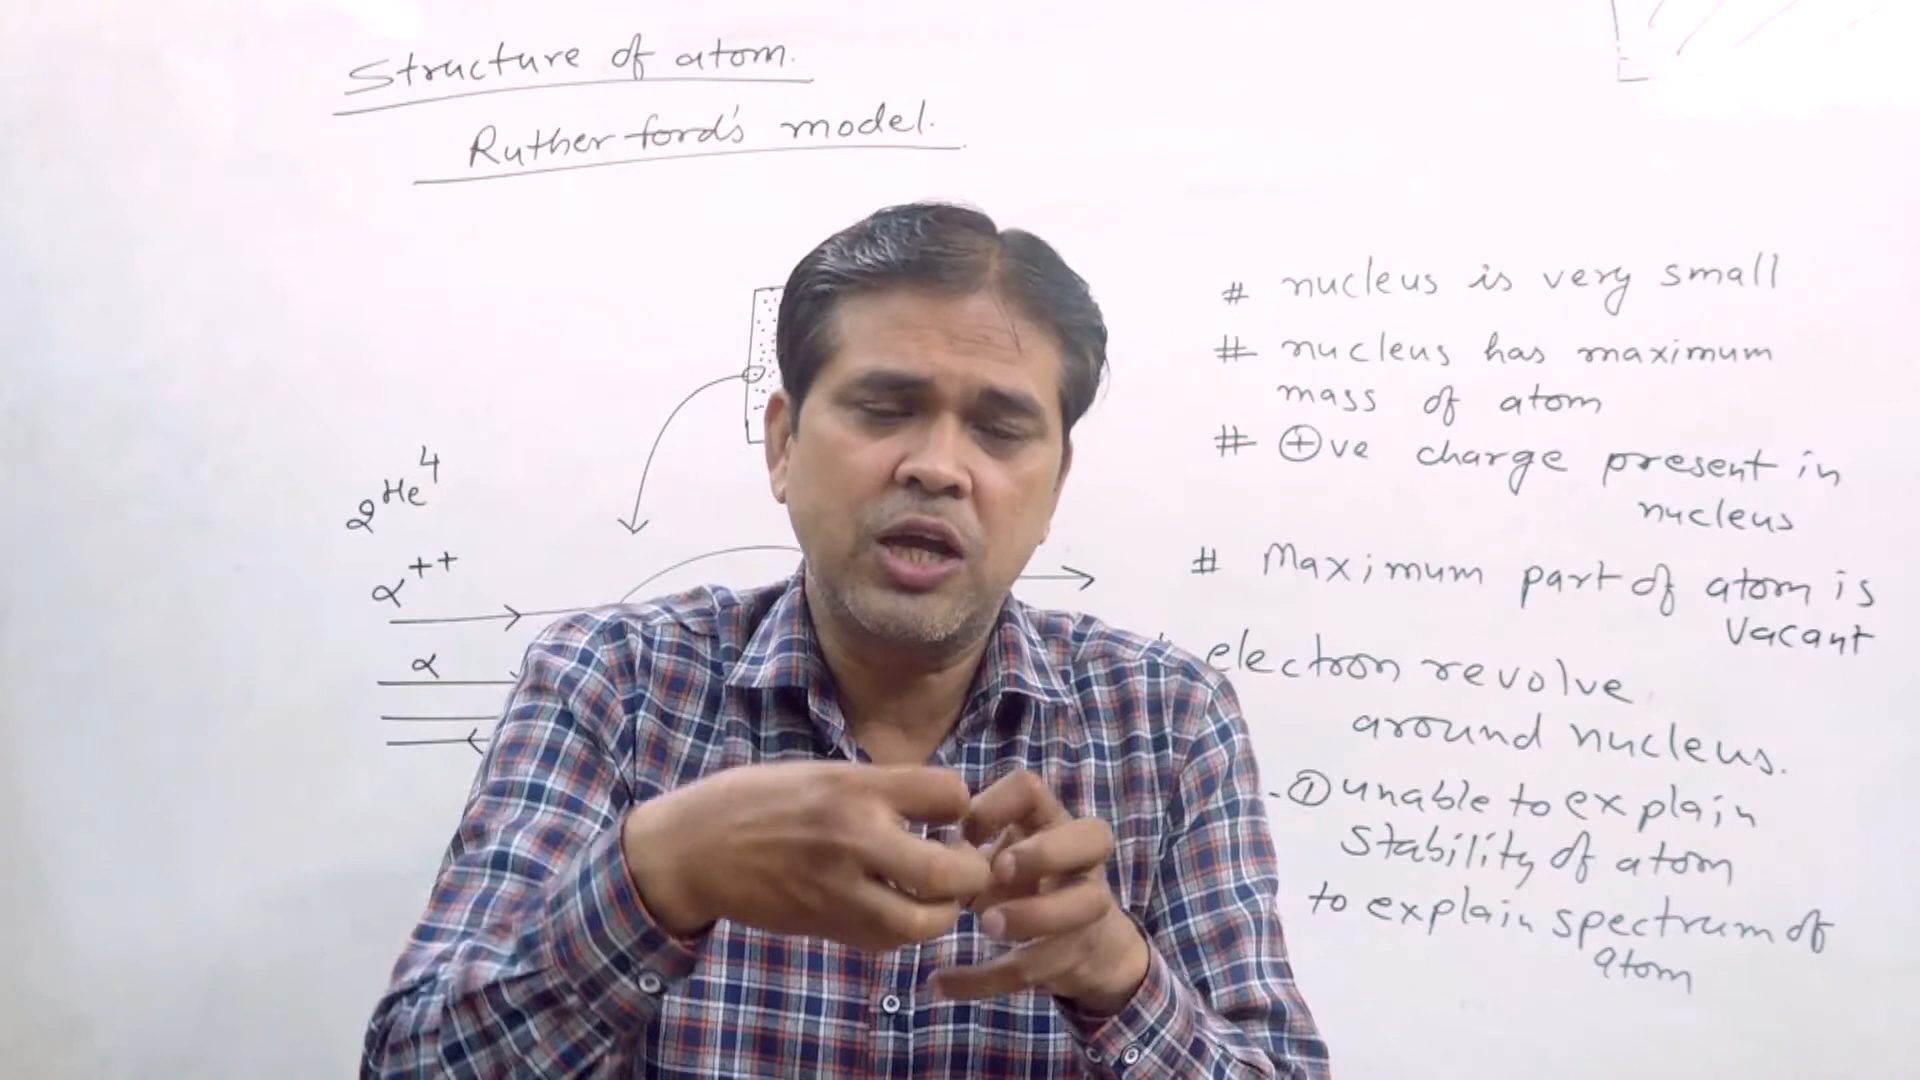 Structure of atom.
Rutherford's model.
# nucleus is very small
# nucleus has maximum
mass of atom
# ⊕ve charge present in
nucleus
# Maximum part of atom is
Vacant
electron revolve
around nucleus.
① unable to explain
Stability of atom
to explain spectrum of
atom
₂He⁴
α⁺⁺
α